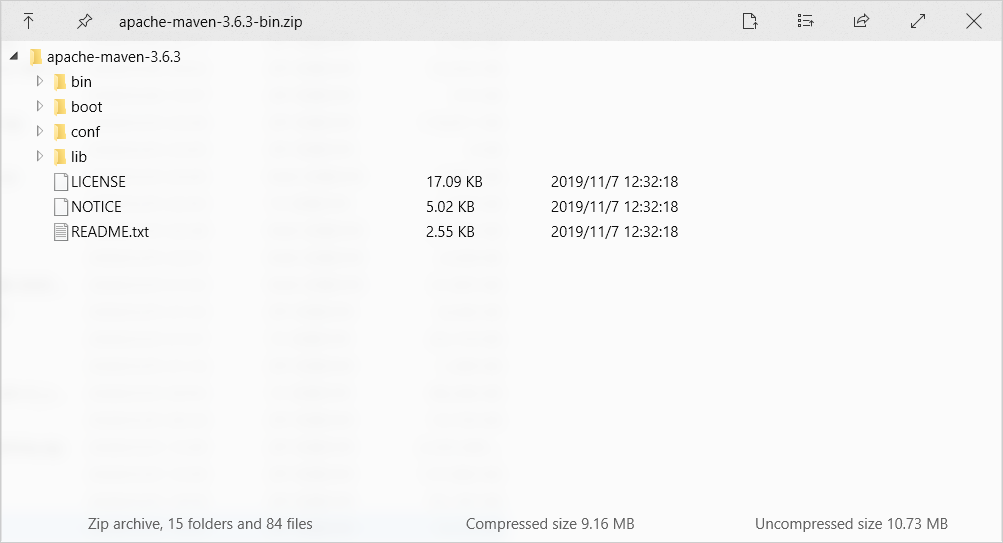 apache-maven-3.6.3-bin.zip
apache-maven-3.6.3
bin
boot
conf
lib
LICENSE 17.09 KB 2019/11/7 12:32:18
NOTICE 5.02 KB 2019/11/7 12:32:18
README.txt 2.55 KB 2019/11/7 12:32:18
Zip archive, 15 folders and 84 files Compressed size 9.16 MB Uncompressed size 10.73 MB